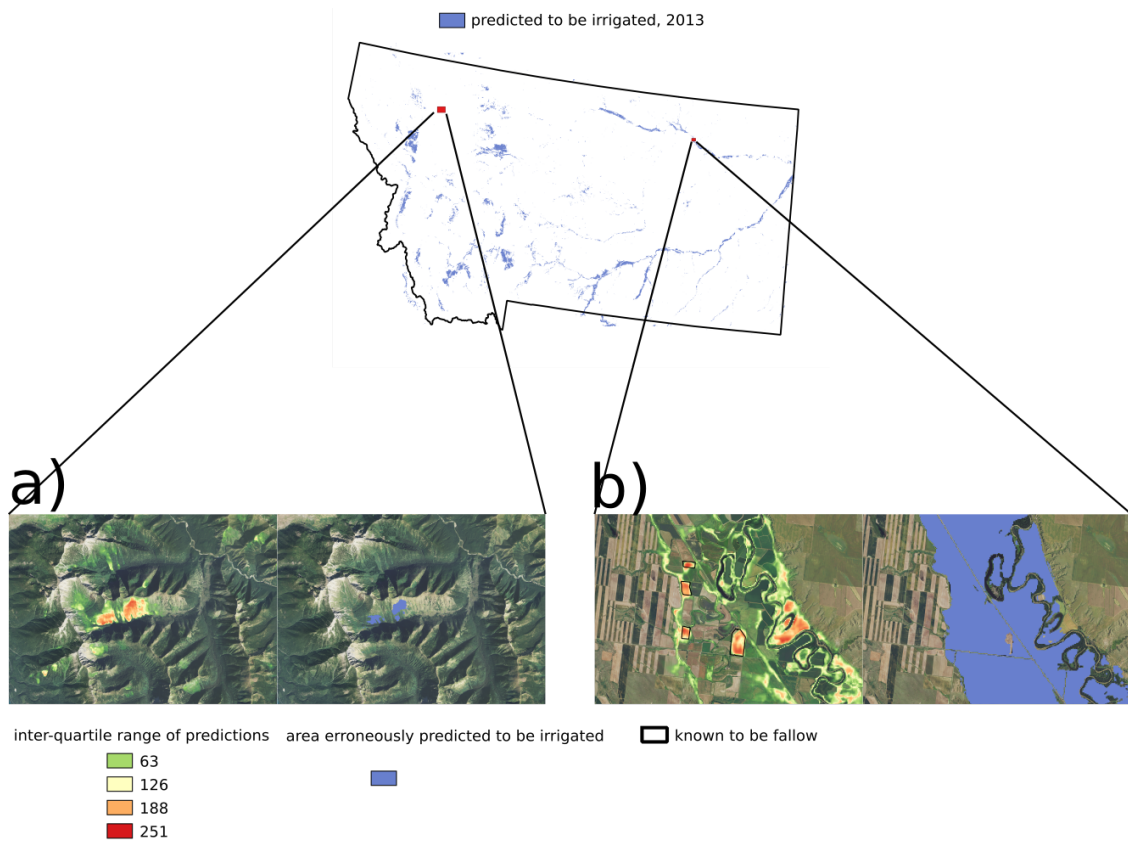 predicted to be irrigated, 2013
a)
b)
inter-quartile range of predictions
63
126
188
251
area erroneously predicted to be irrigated
known to be fallow